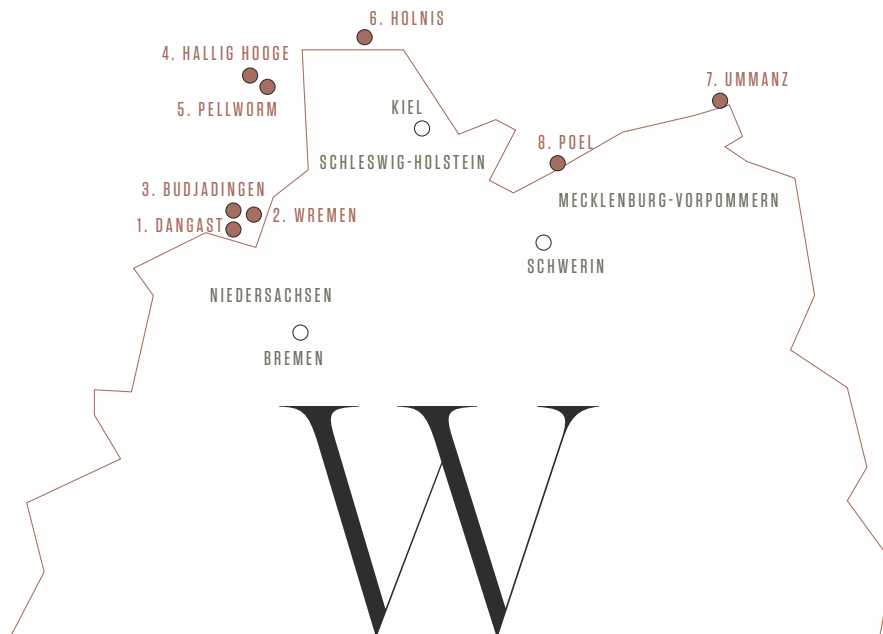 6. HOLNIS
4. HALLIG HOOGE
7. UMMANZ
KIEL
5. PELLWORM
8. POEL
SCHLESWIG-HOLSTEIN
3. BUDJADINGEN
MECKLENBURG-VORPOMMERN
2. WREMEN
1. DANGAST
SCHWERIN
NIEDERSACHSEN
BREMEN
W